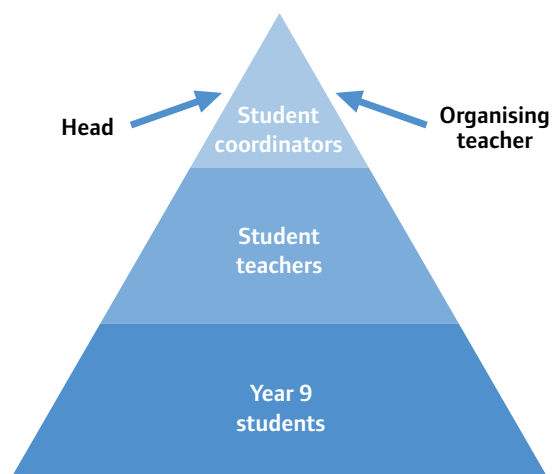 Head
Student
coordinators
Organising
teacher
Student
teachers
Year 9
students